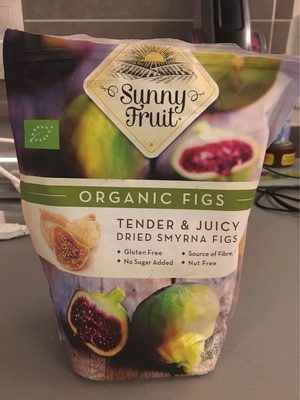 Sunny
Fruit
ORGANIC FIGS
TENDER & JUICY
DRIED SMYRNA FIGS
• Gluten Free • Source of Fibre
• No Sugar Added • Nut Free